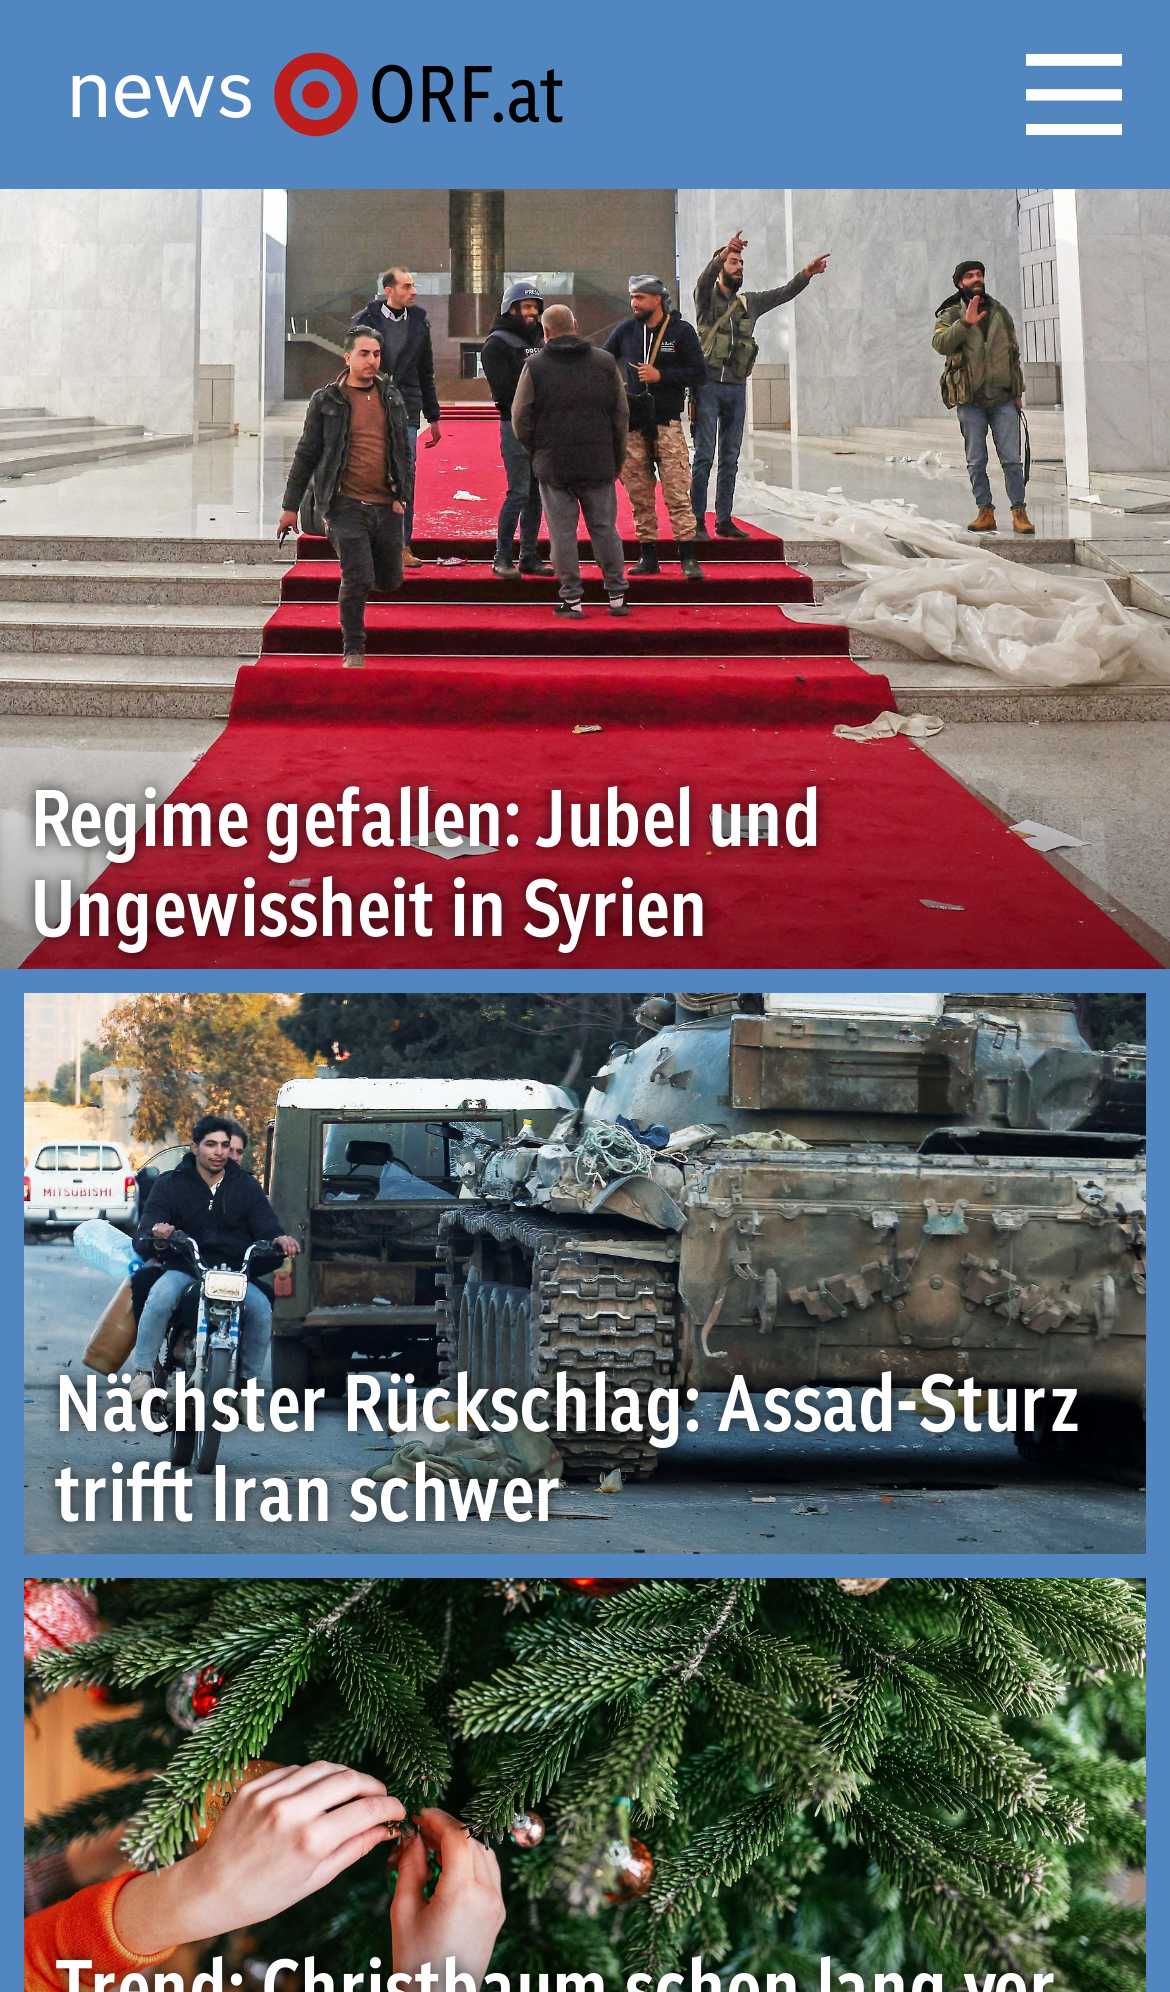 news ORF.at
PRESS
Regime gefallen: Jubel und
Ungewissheit in Syrien
MITSUBISHI
Nächster Rückschlag: Assad-Sturz
trifft Iran schwer
Trend: Christbaum schon lang vor